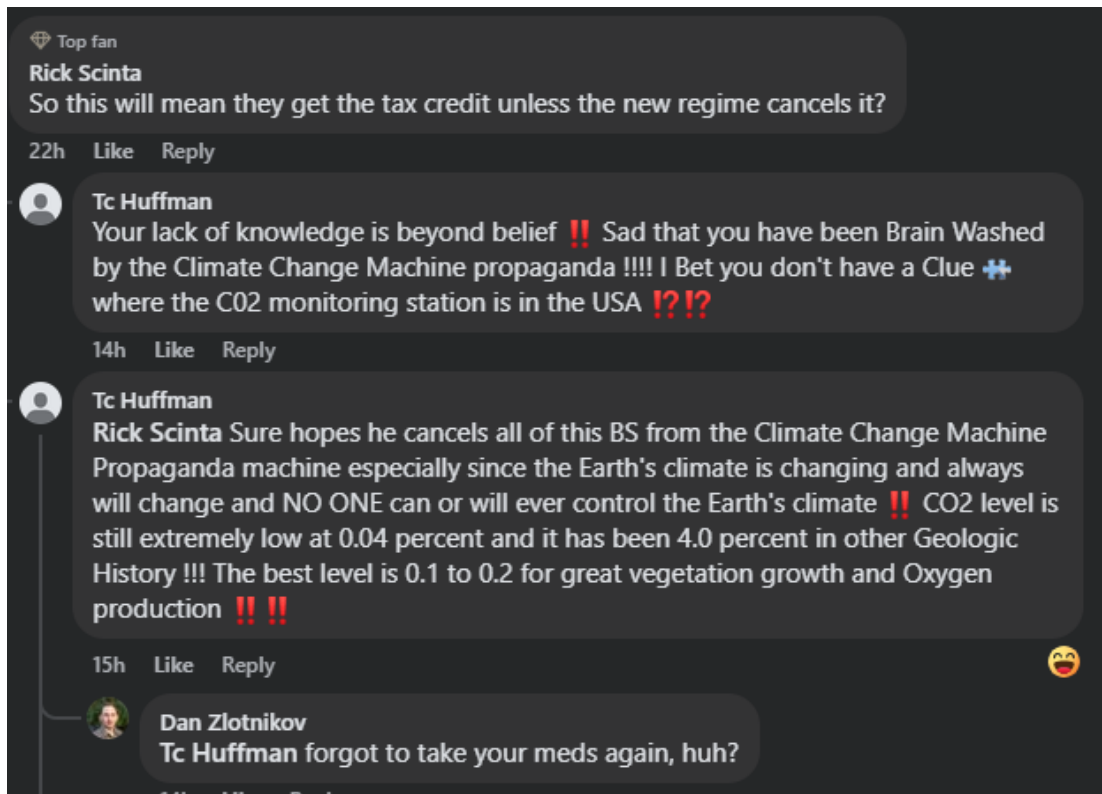 Top fan
Rick Scinta
So this will mean they get the tax credit unless the new regime cancels it?
22h Like Reply
Tc Huffman
Your lack of knowledge is beyond belief ‼️ Sad that you have been Brain Washed
by the Climate Change Machine propaganda !!!! I Bet you don't have a Clue 🧩
where the C02 monitoring station is in the USA ⁉️⁉️
14h Like Reply
Tc Huffman
Rick Scinta Sure hopes he cancels all of this BS from the Climate Change Machine
Propaganda machine especially since the Earth's climate is changing and always
will change and NO ONE can or will ever control the Earth's climate ‼️ CO2 level is
still extremely low at 0.04 percent and it has been 4.0 percent in other Geologic
History !!! The best level is 0.1 to 0.2 for great vegetation growth and Oxygen
production ‼️ ‼️
15h Like Reply
Dan Zlotnikov
Tc Huffman forgot to take your meds again, huh?